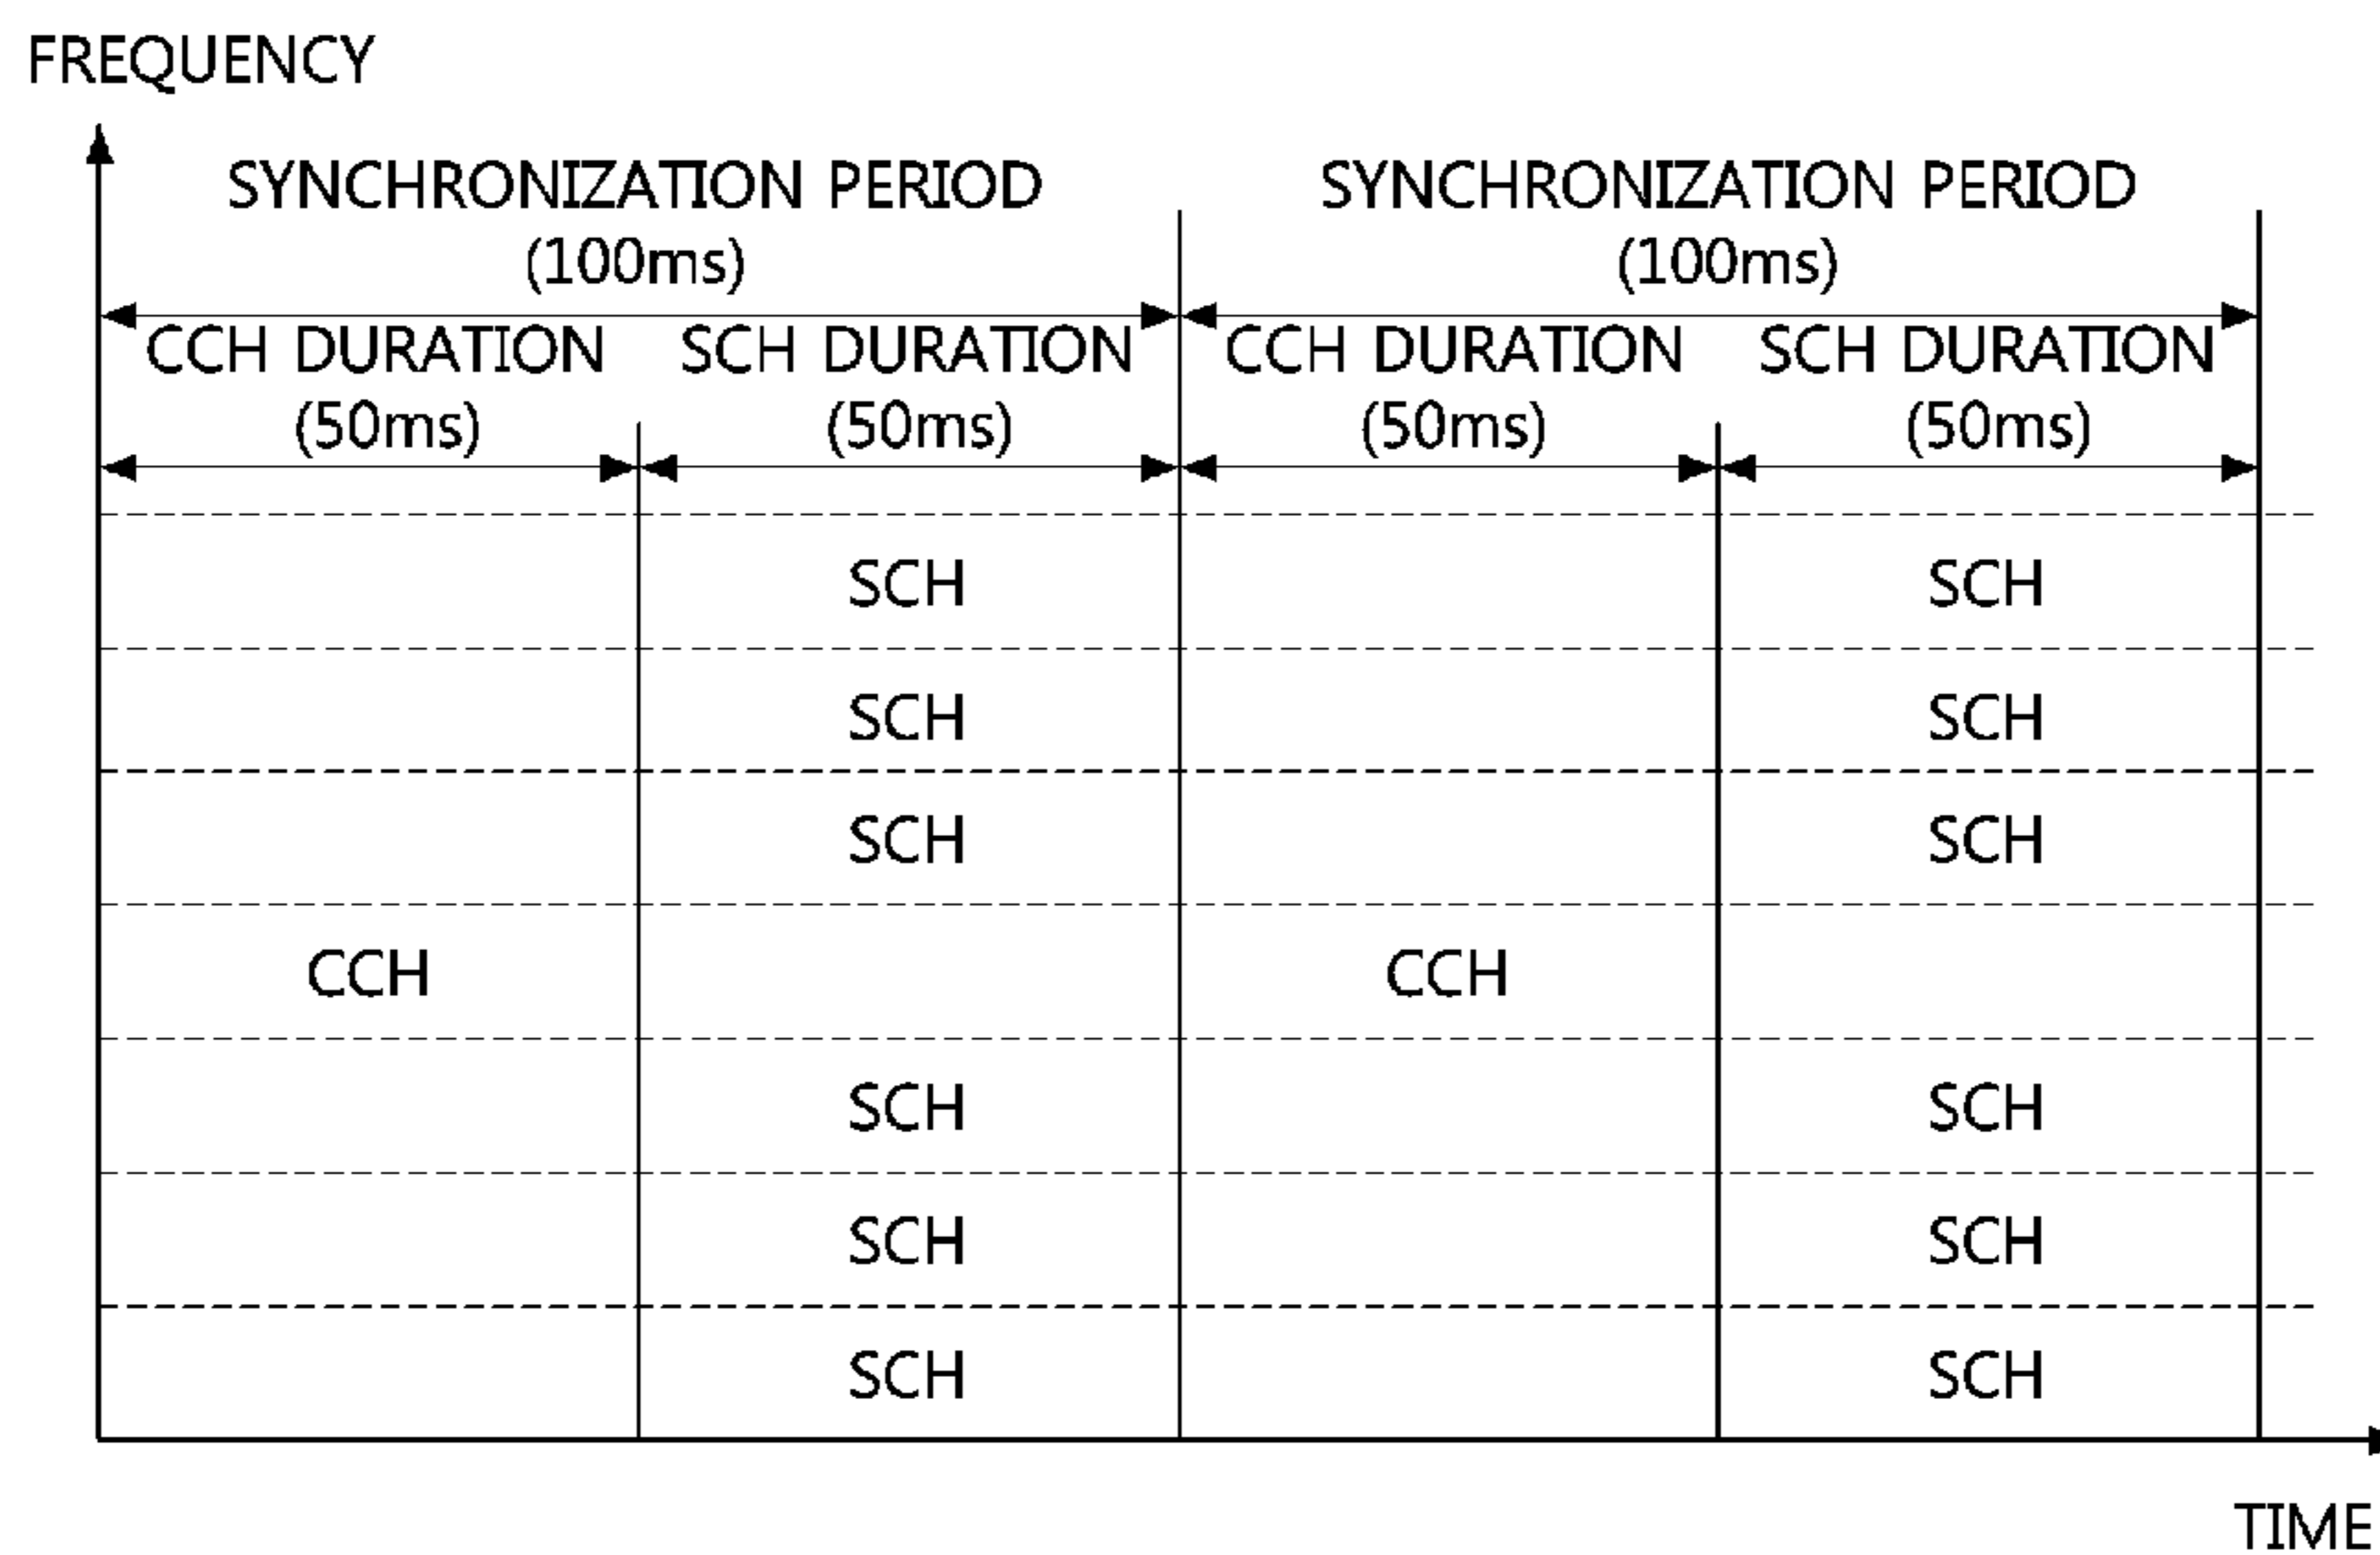 FREQUENCY
SYNCHRONIZATION PERIOD SYNCHRONIZATION PERIOD
(100ms) (100ms)
CCH DURATION SCH DURATION CCH DURATION SCH DURATION
(50ms) (50ms) (50ms) (50ms)
SCH SCH
SCH SCH
SCH SCH
CCH CCH
SCH SCH
SCH SCH
SCH SCH
TIME